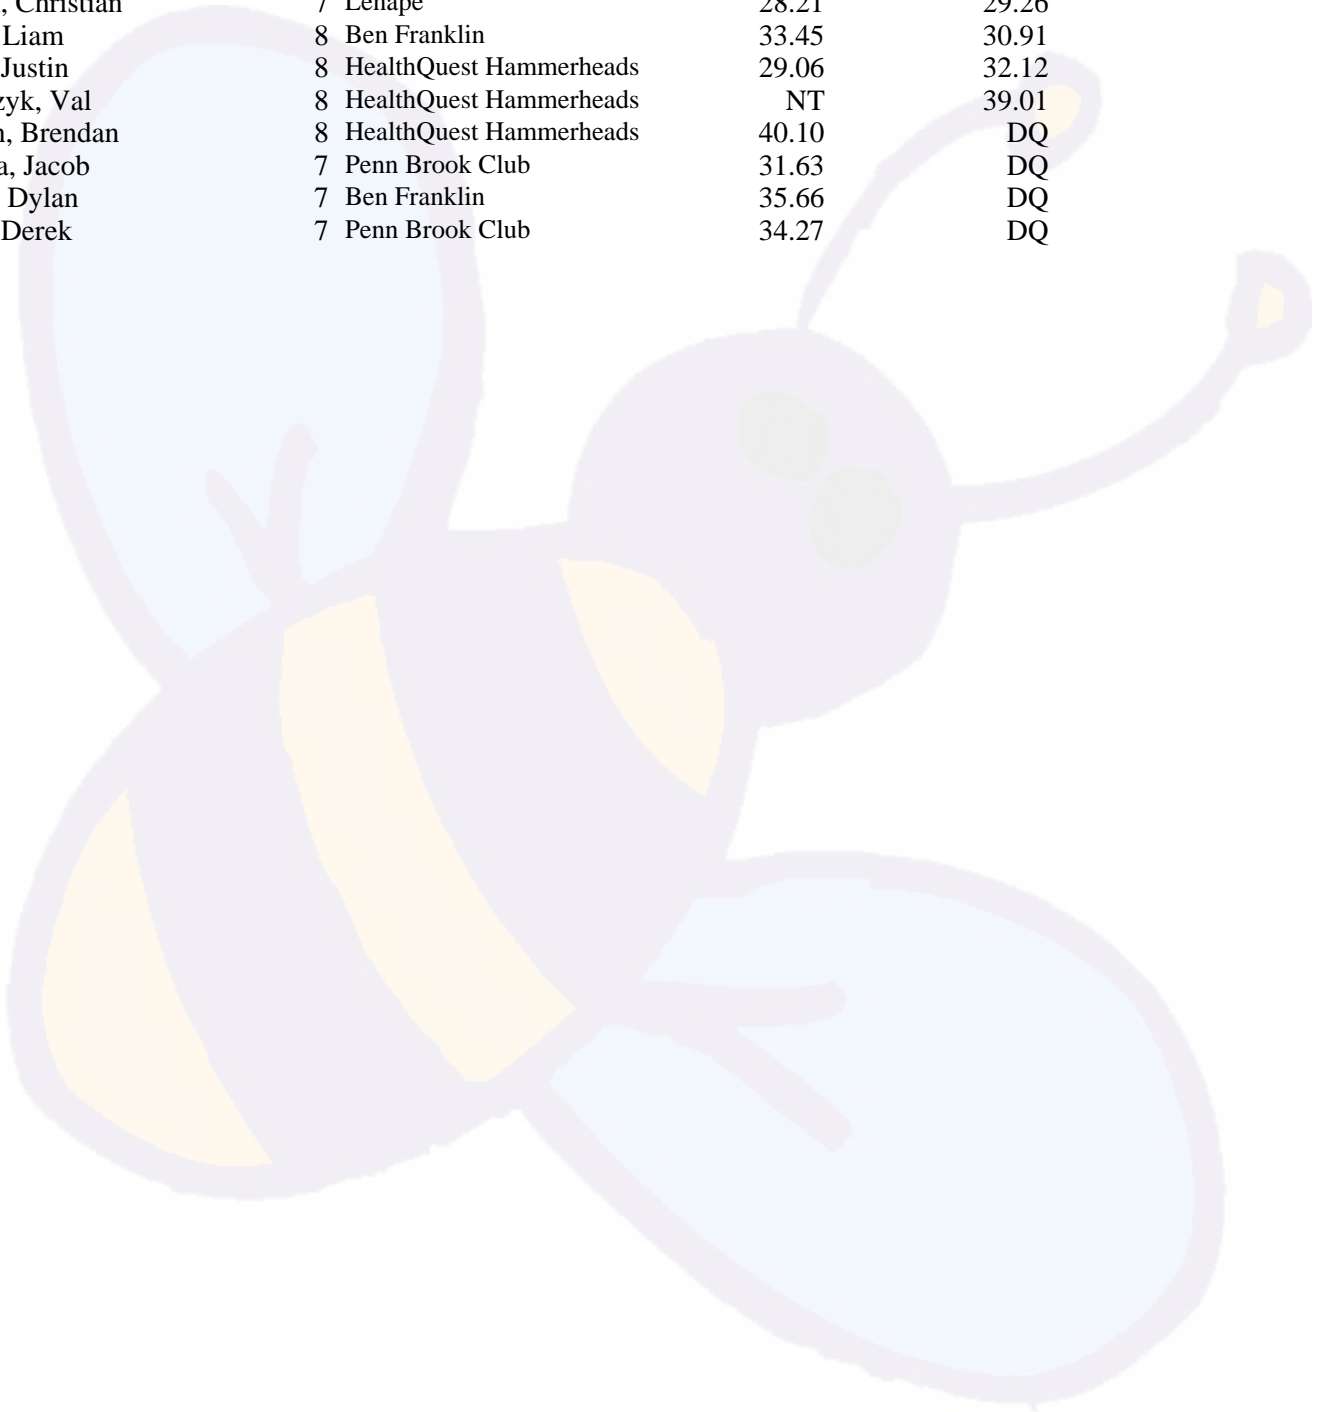 , Christian 7 Lenape 28.21 29.26
Liam 8 Ben Franklin 33.45 30.91
Justin 8 HealthQuest Hammerheads 29.06 32.12
zyk, Val 8 HealthQuest Hammerheads NT 39.01
n, Brendan 8 HealthQuest Hammerheads 40.10 DQ
a, Jacob 7 Penn Brook Club 31.63 DQ
Dylan 7 Ben Franklin 35.66 DQ
Derek 7 Penn Brook Club 34.27 DQ